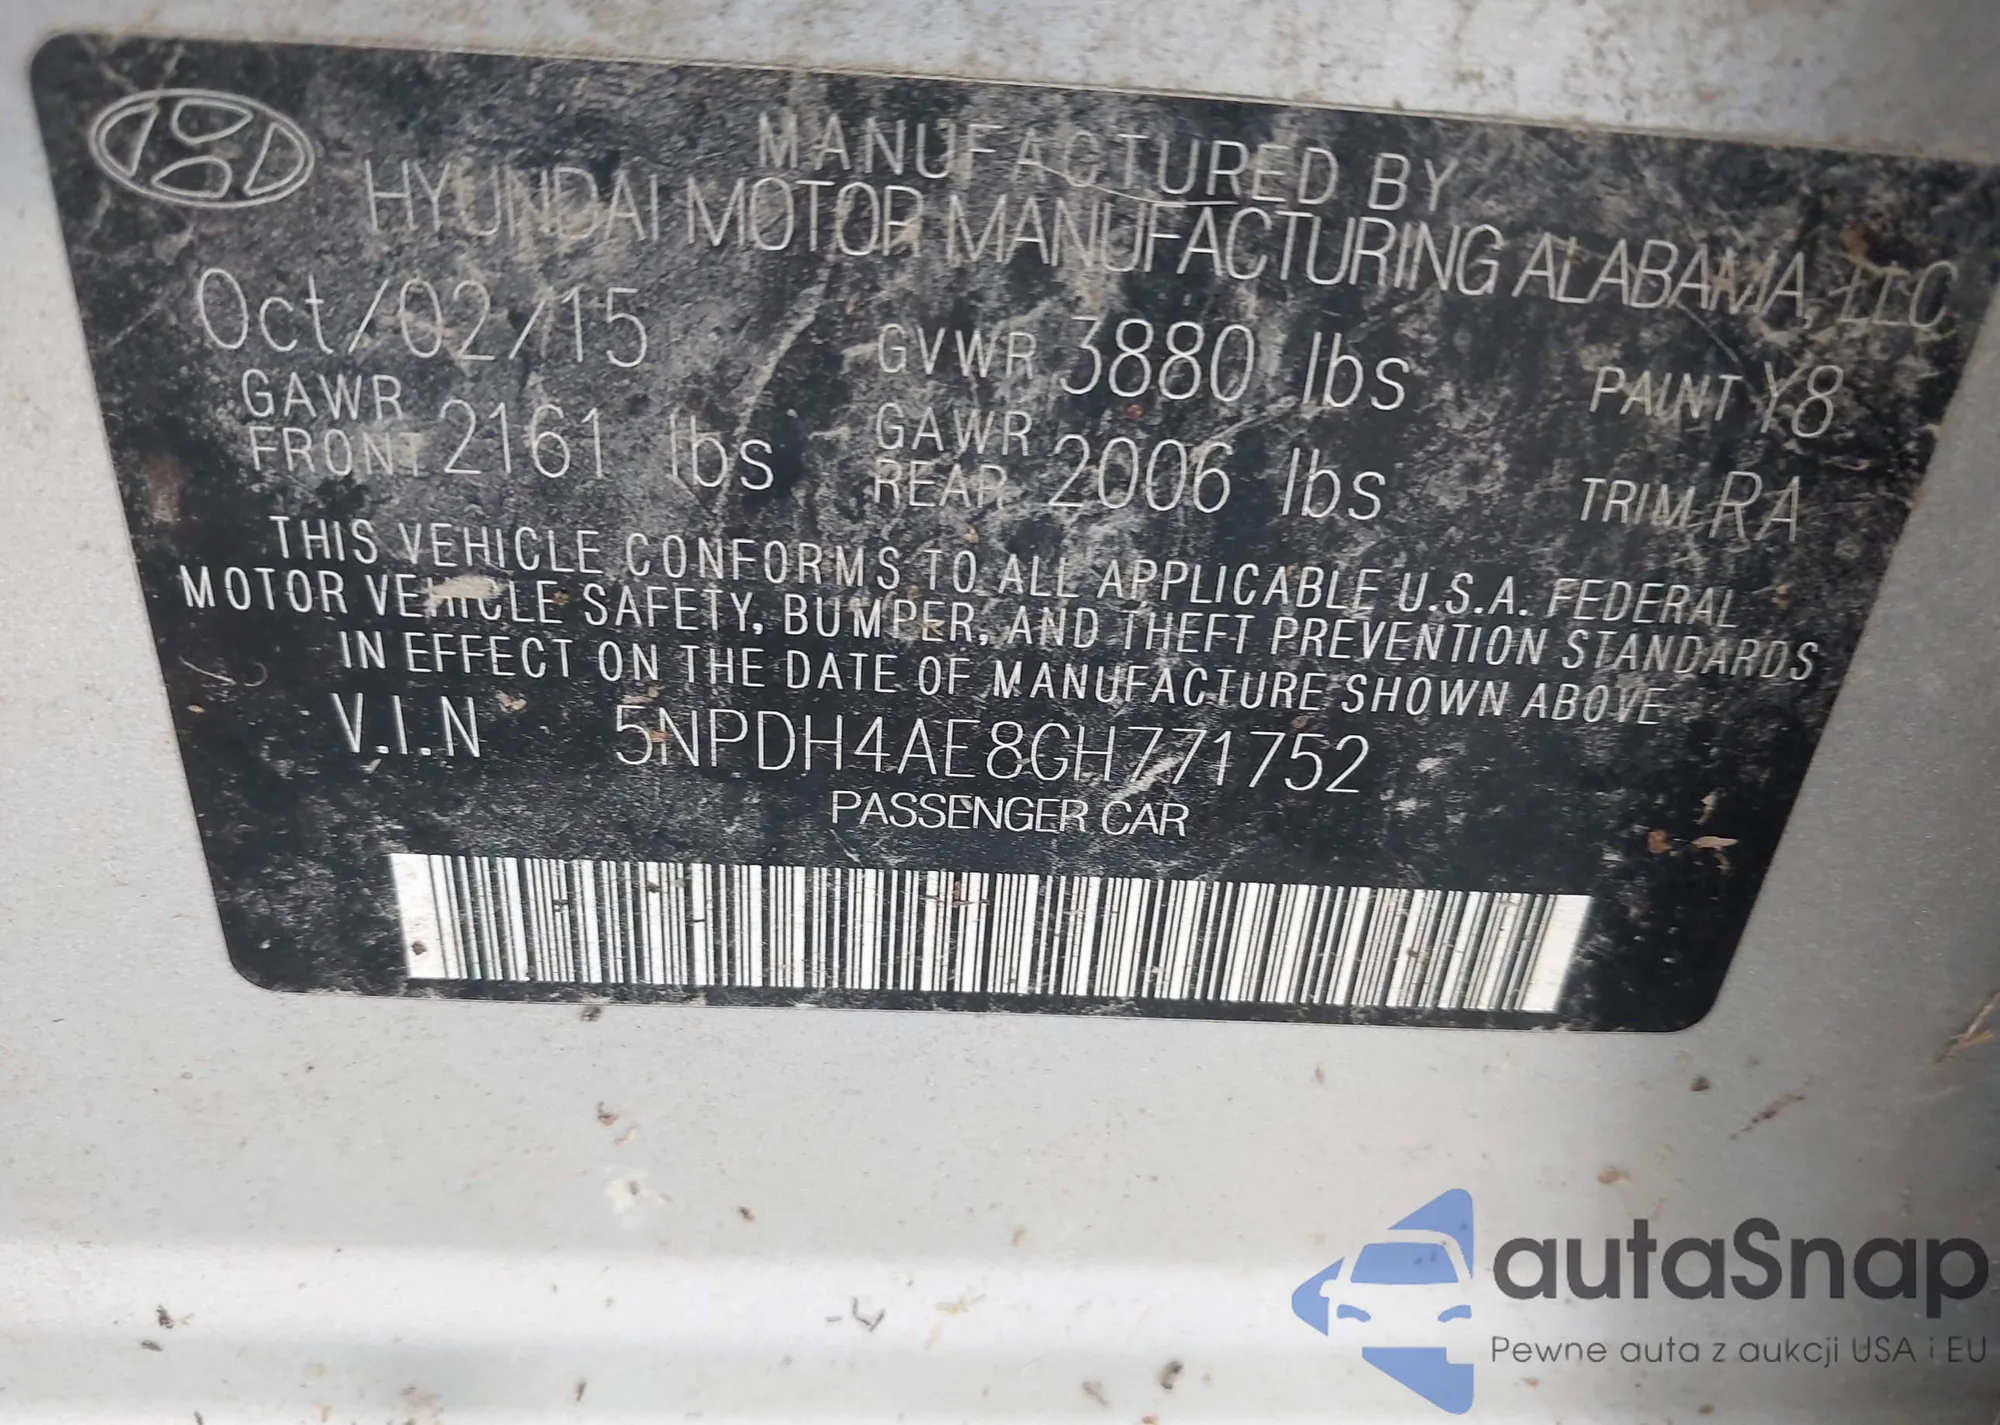 MANUFACTURED BY
HYUNDAI MOTOR MANUFACTURING ALABAMA, LLC
Oct/02/15 GVWR 3880 lbs PAINT Y8
GAWR FRONT 2161 lbs GAWR REAR 2006 lbs TRIM RA
THIS VEHICLE CONFORMS TO ALL APPLICABLE U.S.A. FEDERAL
MOTOR VEHICLE SAFETY, BUMPER, AND THEFT PREVENTION STANDARDS
IN EFFECT ON THE DATE OF MANUFACTURE SHOWN ABOVE
V.I.N 5NPDH4AE8GH771752
PASSENGER CAR
autaSnap
Pewne auta z aukcji USA i EU